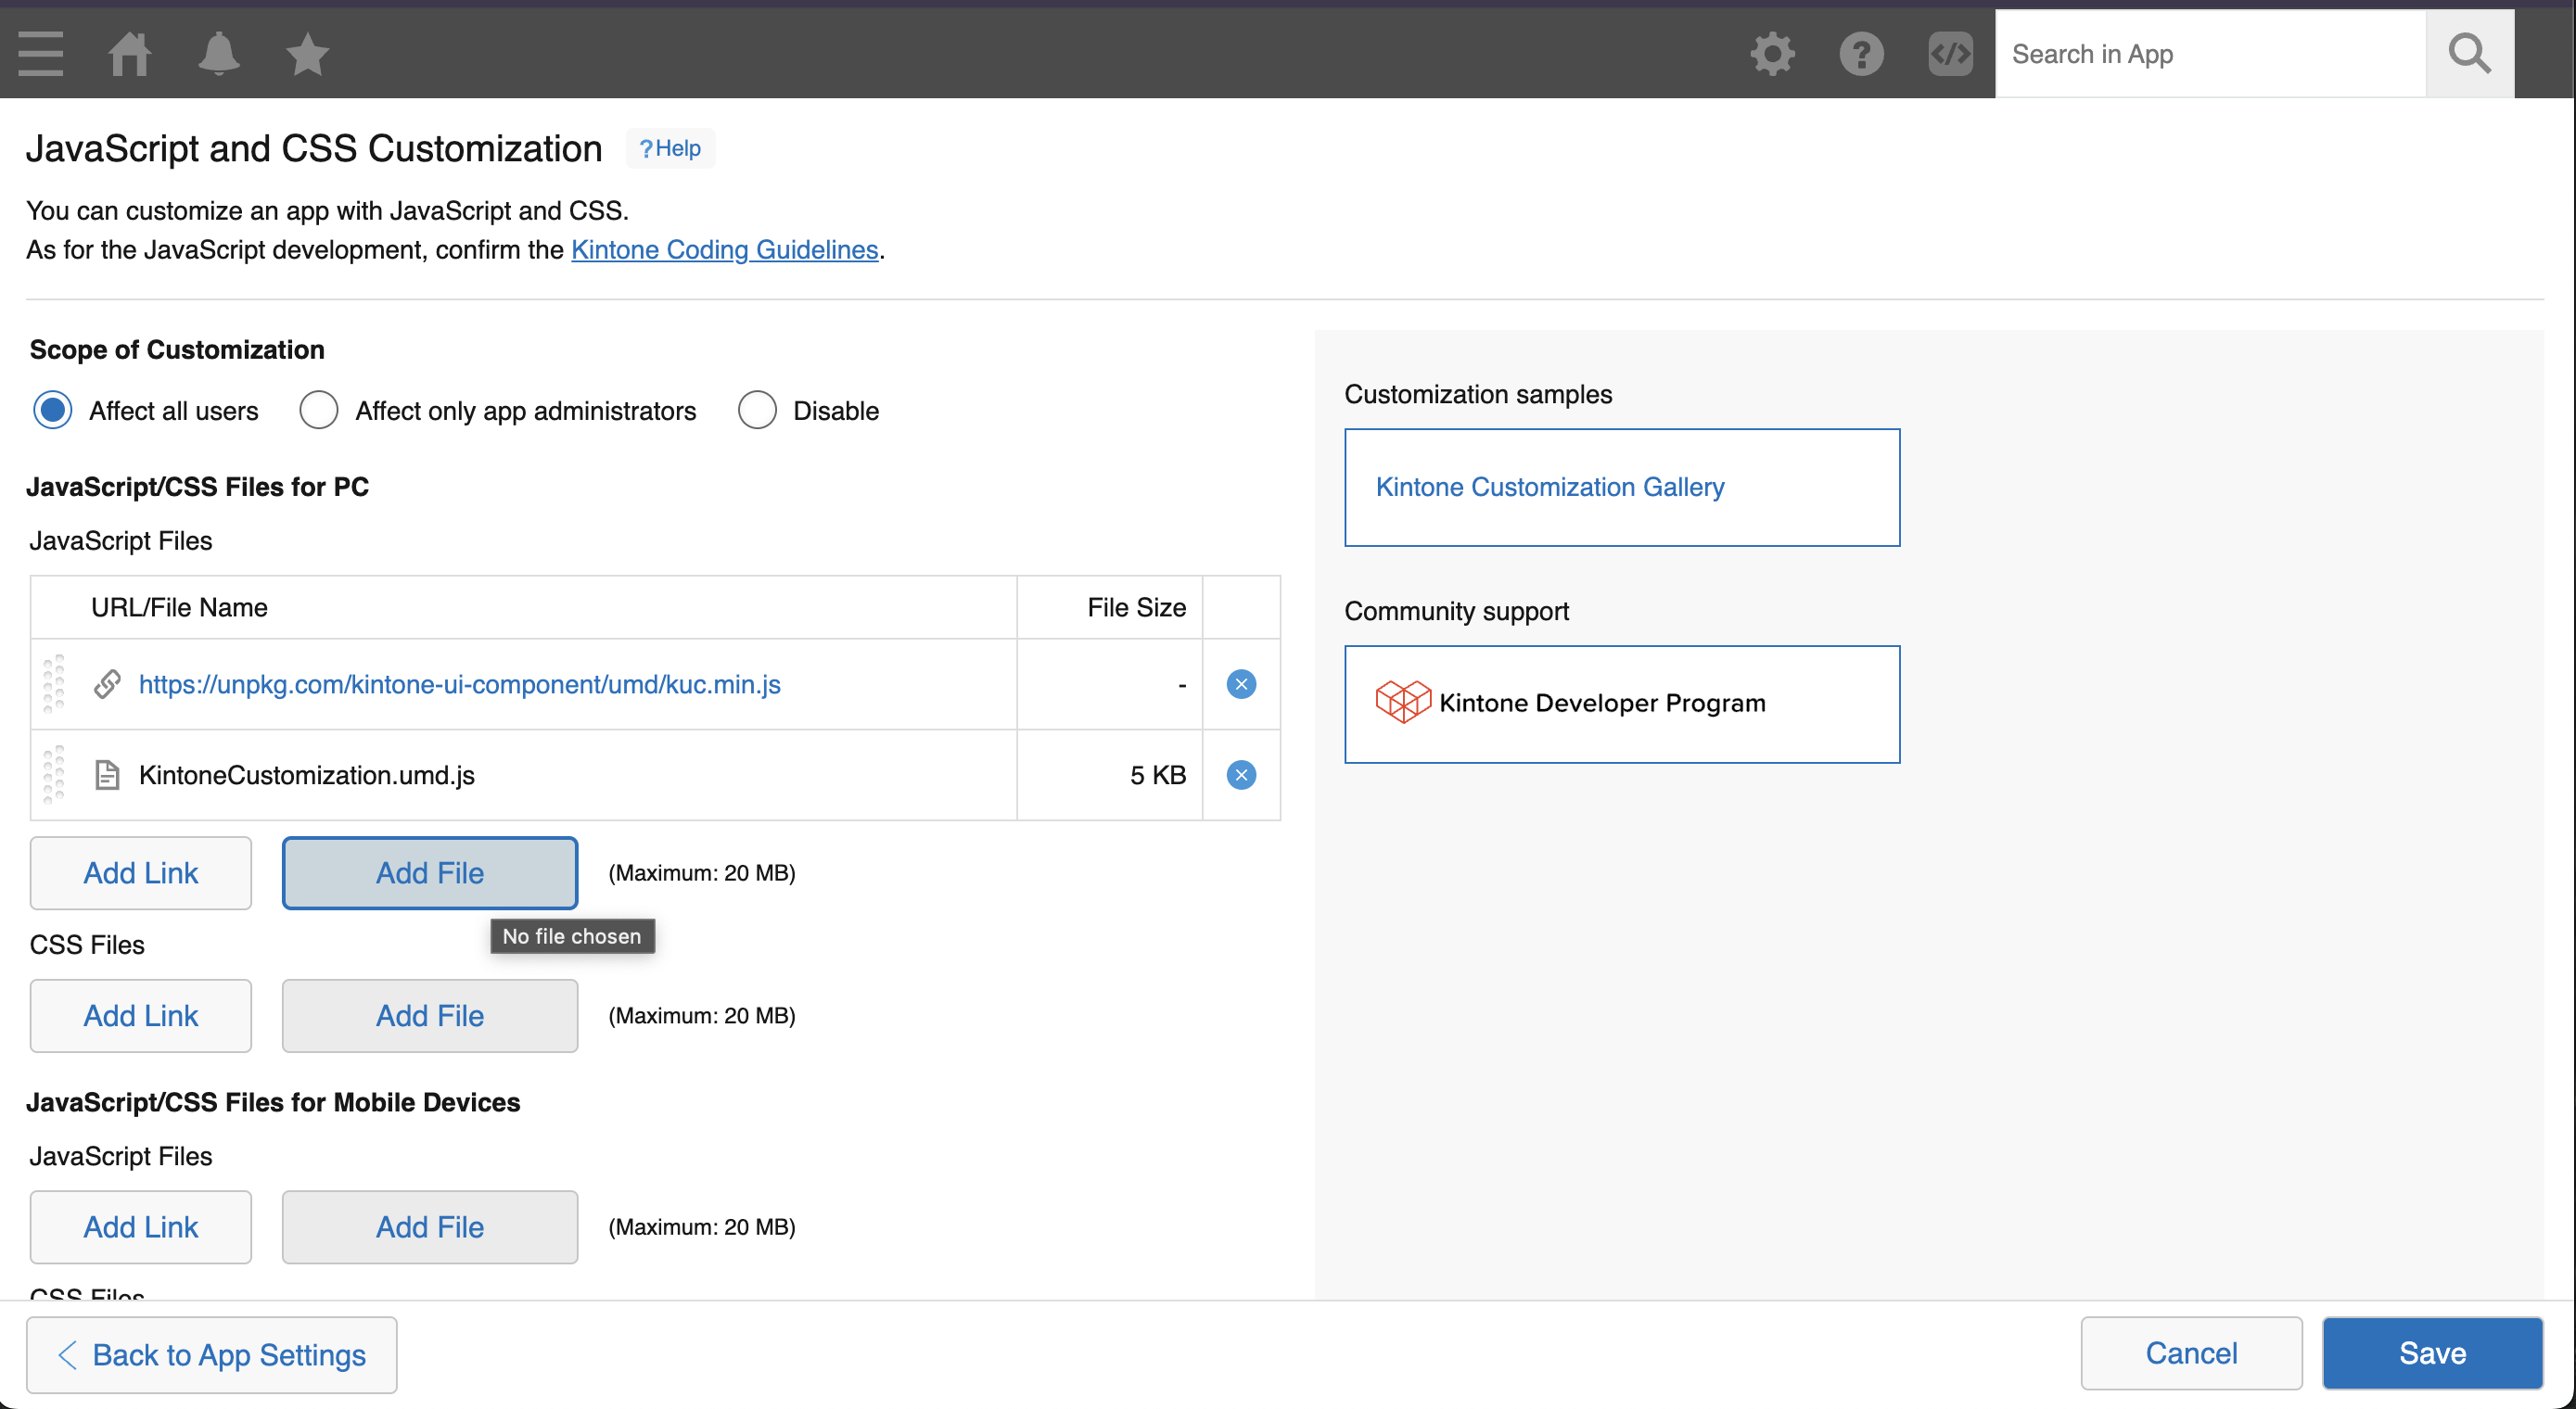 Search in App
JavaScript and CSS Customization ?Help
You can customize an app with JavaScript and CSS.
As for the JavaScript development, confirm the Kintone Coding Guidelines.
Scope of Customization
Affect all users Affect only app administrators Disable
JavaScript/CSS Files for PC
JavaScript Files
URL/File Name File Size
https://unpkg.com/kintone-ui-component/umd/kuc.min.js -
KintoneCustomization.umd.js 5 KB
Add Link Add File (Maximum: 20 MB)
No file chosen
CSS Files
Add Link Add File (Maximum: 20 MB)
JavaScript/CSS Files for Mobile Devices
JavaScript Files
Add Link Add File (Maximum: 20 MB)
CSS Files
Customization samples
Kintone Customization Gallery
Community support
Kintone Developer Program
Back to App Settings
Cancel Save